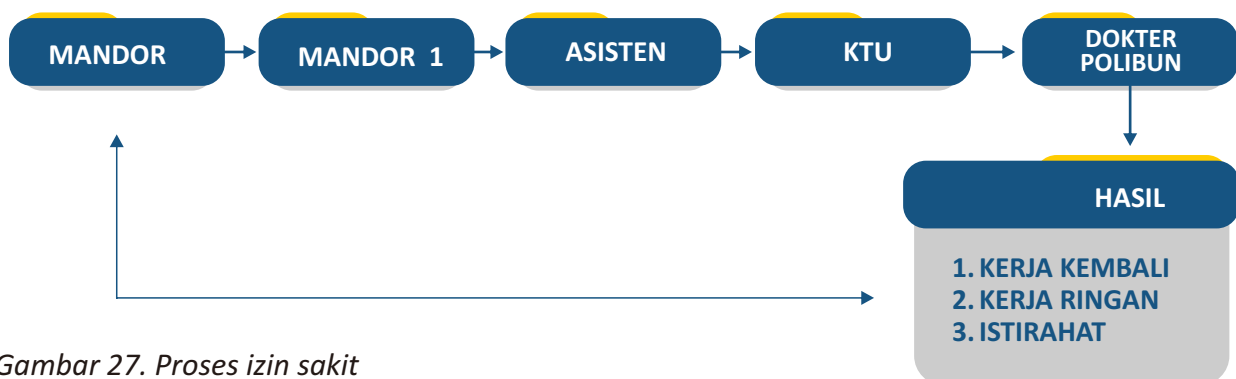 MANDOR
MANDOR 1
ASISTEN
KTU
DOKTER
POLIBUN
HASIL
1. KERJA KEMBALI
2. KERJA RINGAN
3. ISTIRAHAT
Gambar 27. Proses izin sakit